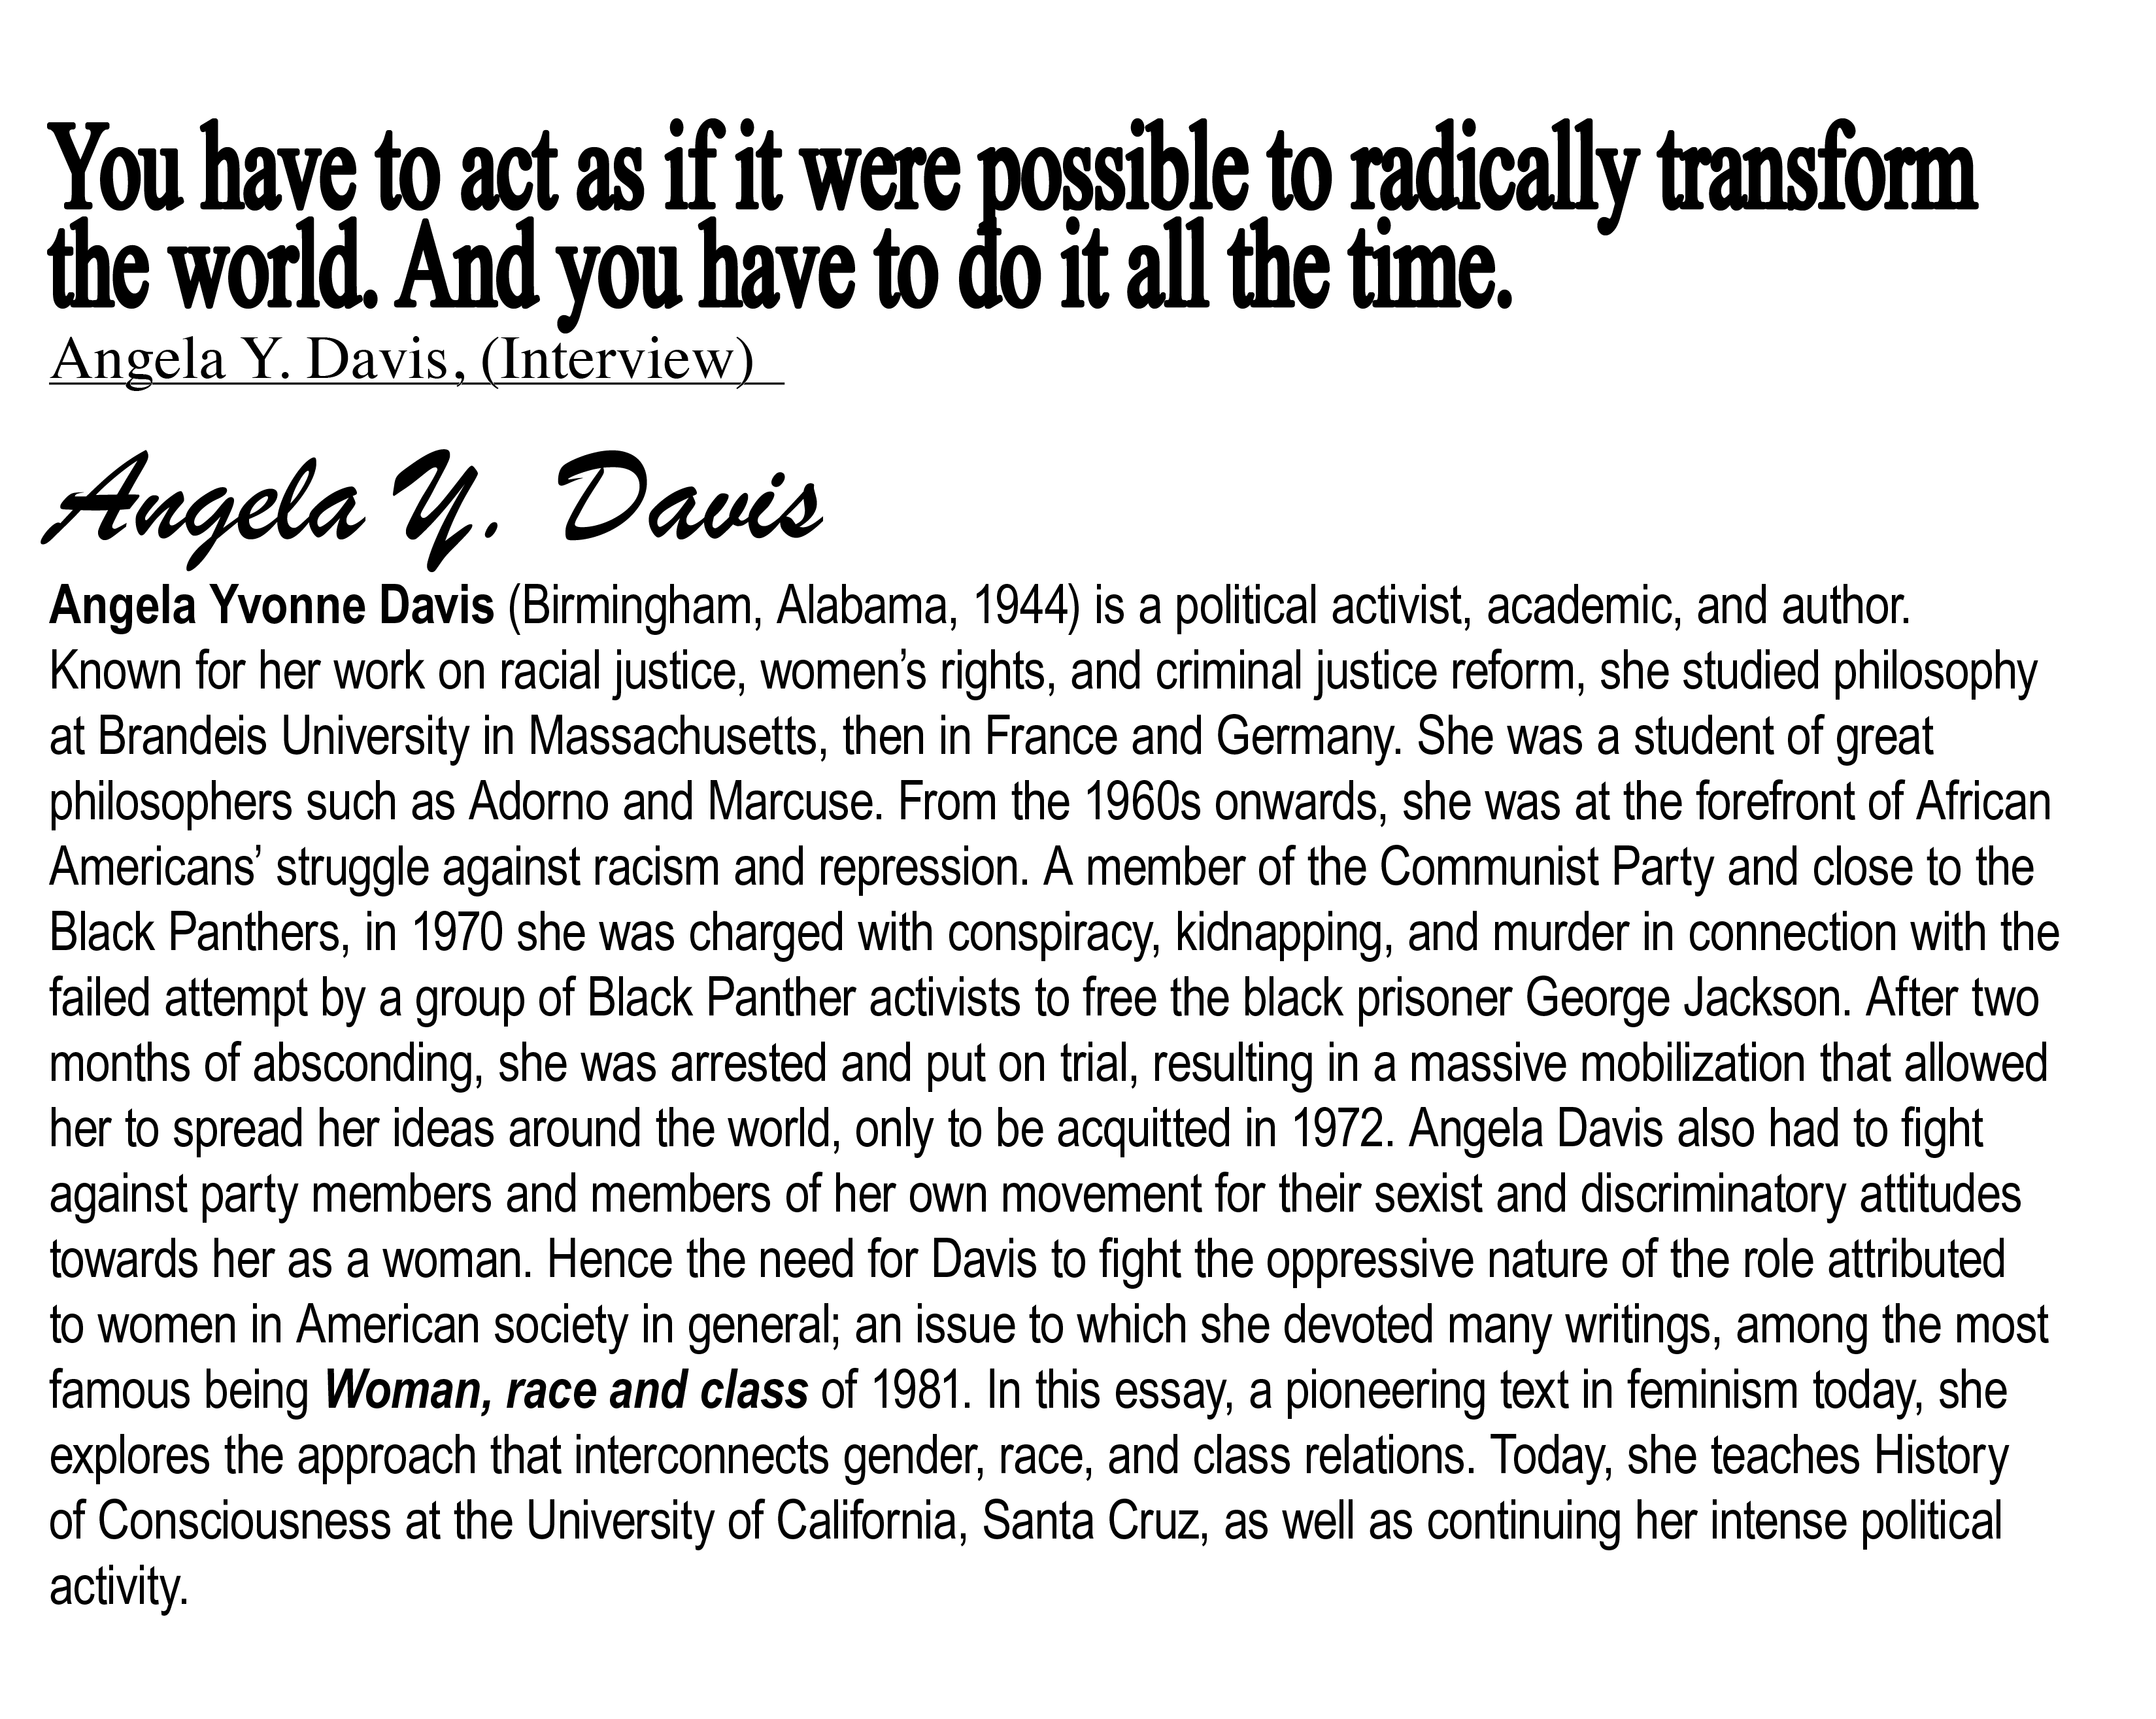 You have to act as if it were possible to radically transform
the world. And you have to do it all the time.
Angela Y. Davis, (Interview)
Angela Y. Davis
Angela Yvonne Davis (Birmingham, Alabama, 1944) is a political activist, academic, and author.
Known for her work on racial justice, women’s rights, and criminal justice reform, she studied philosophy
at Brandeis University in Massachusetts, then in France and Germany. She was a student of great
philosophers such as Adorno and Marcuse. From the 1960s onwards, she was at the forefront of African
Americans’ struggle against racism and repression. A member of the Communist Party and close to the
Black Panthers, in 1970 she was charged with conspiracy, kidnapping, and murder in connection with the
failed attempt by a group of Black Panther activists to free the black prisoner George Jackson. After two
months of absconding, she was arrested and put on trial, resulting in a massive mobilization that allowed
her to spread her ideas around the world, only to be acquitted in 1972. Angela Davis also had to fight
against party members and members of her own movement for their sexist and discriminatory attitudes
towards her as a woman. Hence the need for Davis to fight the oppressive nature of the role attributed
to women in American society in general; an issue to which she devoted many writings, among the most
famous being Woman, race and class of 1981. In this essay, a pioneering text in feminism today, she
explores the approach that interconnects gender, race, and class relations. Today, she teaches History
of Consciousness at the University of California, Santa Cruz, as well as continuing her intense political
activity.